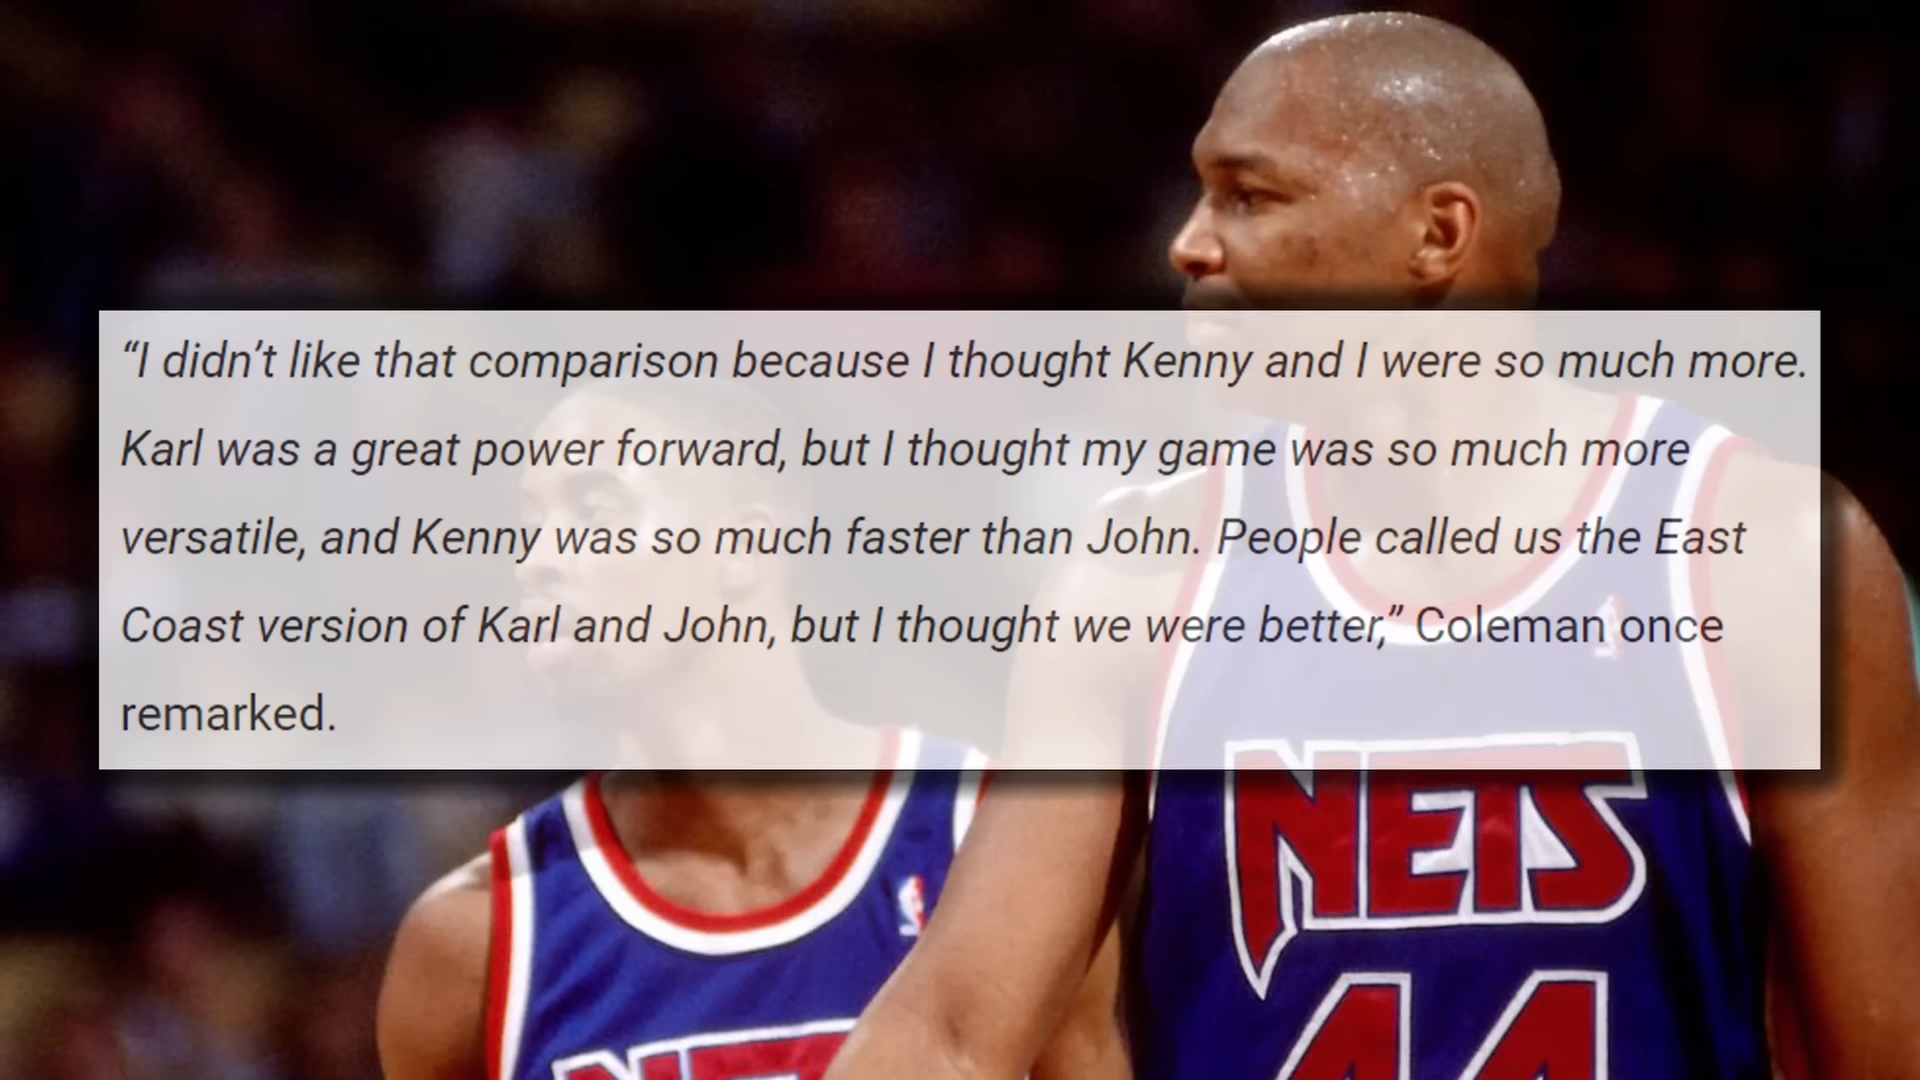 “I didn’t like that comparison because I thought Kenny and I were so much more.
Karl was a great power forward, but I thought my game was so much more
versatile, and Kenny was so much faster than John. People called us the East
Coast version of Karl and John, but I thought we were better,” Coleman once
remarked.
NETS
NETS
44